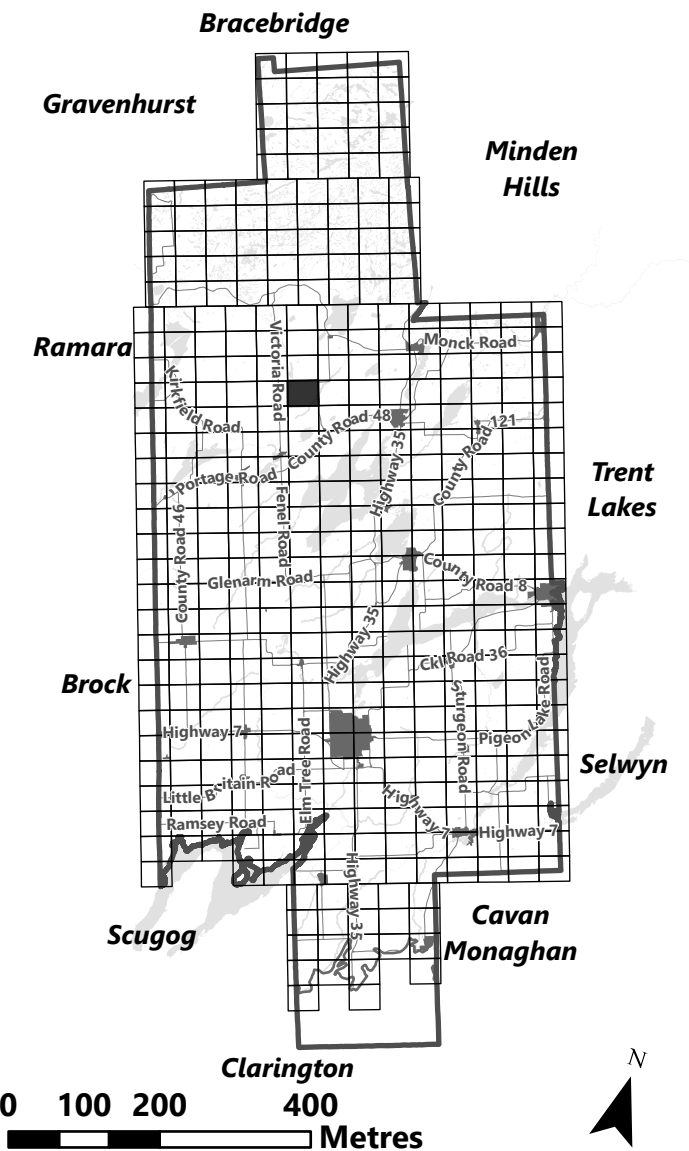 Bracebridge
Gravenhurst
Minden
Hills
Ramara
Monck Road
Victoria Road
Kirkfield Road
County Road 48
County Road 121
Highway 35
Portage Road
Trent
Lakes
Fenel Road
County Road 46
Glenarm Road
County Road 8
Highway 35
Ckl Road 36
Brock
Sturgeon Road
Pigeon Lake Road
Highway 7
Elm Tree Road
Selwyn
Little Britain Road
Highway 7
Ramsey Road
Highway 7
Highway 35
Scugog
Cavan
Monaghan
Clarington
N
0 100 200 400
Metres